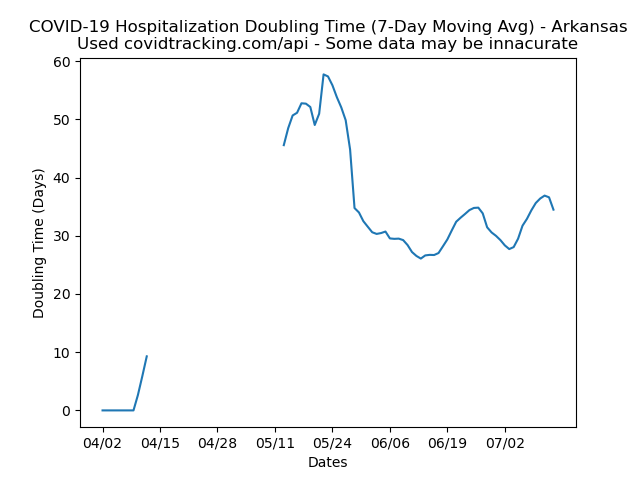 COVID-19 Hospitalization Doubling Time (7-Day Moving Avg) - Arkansas
Used covidtracking.com/api - Some data may be innacurate
60
50
40
30
20
10
0
Doubling Time (Days)
04/02 04/15 04/28 05/11 05/24 06/06 06/19 07/02
Dates